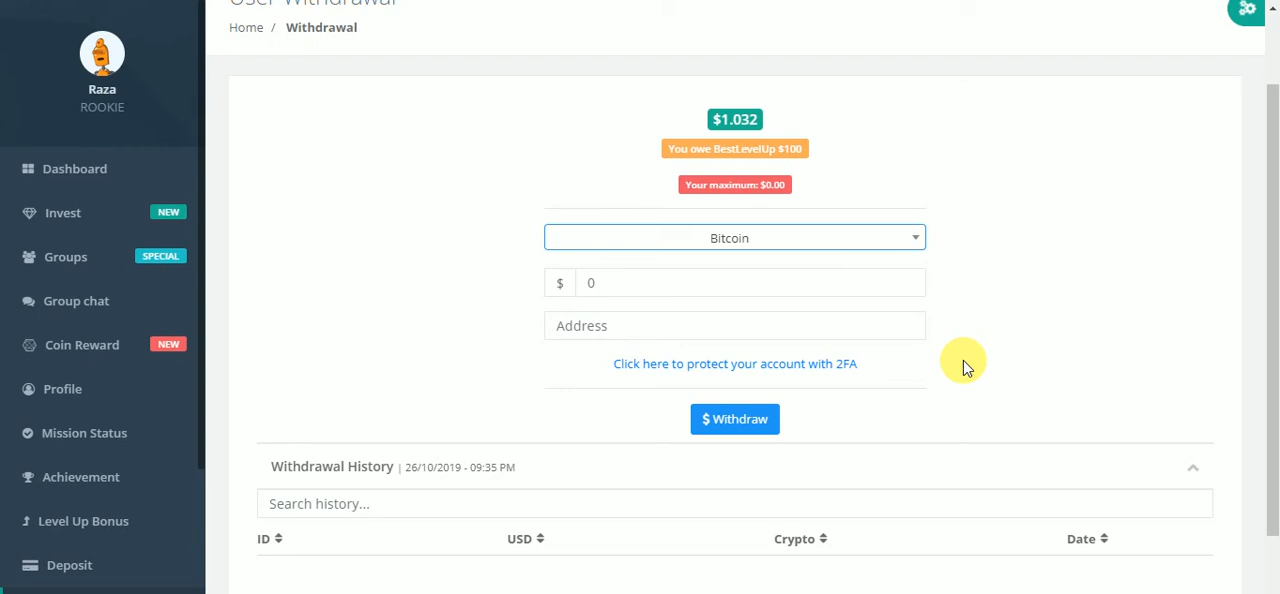 User Withdrawal
Home / Withdrawal
Raza
ROOKIE
Dashboard
Invest NEW
Groups SPECIAL
Group chat
Coin Reward NEW
Profile
Mission Status
Achievement
Level Up Bonus
Deposit
$1.032
You owe BestLevelUp $100
Your maximum: $0.00
Bitcoin
$ 0
Address
Click here to protect your account with 2FA
$ Withdraw
Withdrawal History | 26/10/2019 - 09:35 PM
Search history...
ID USD Crypto Date